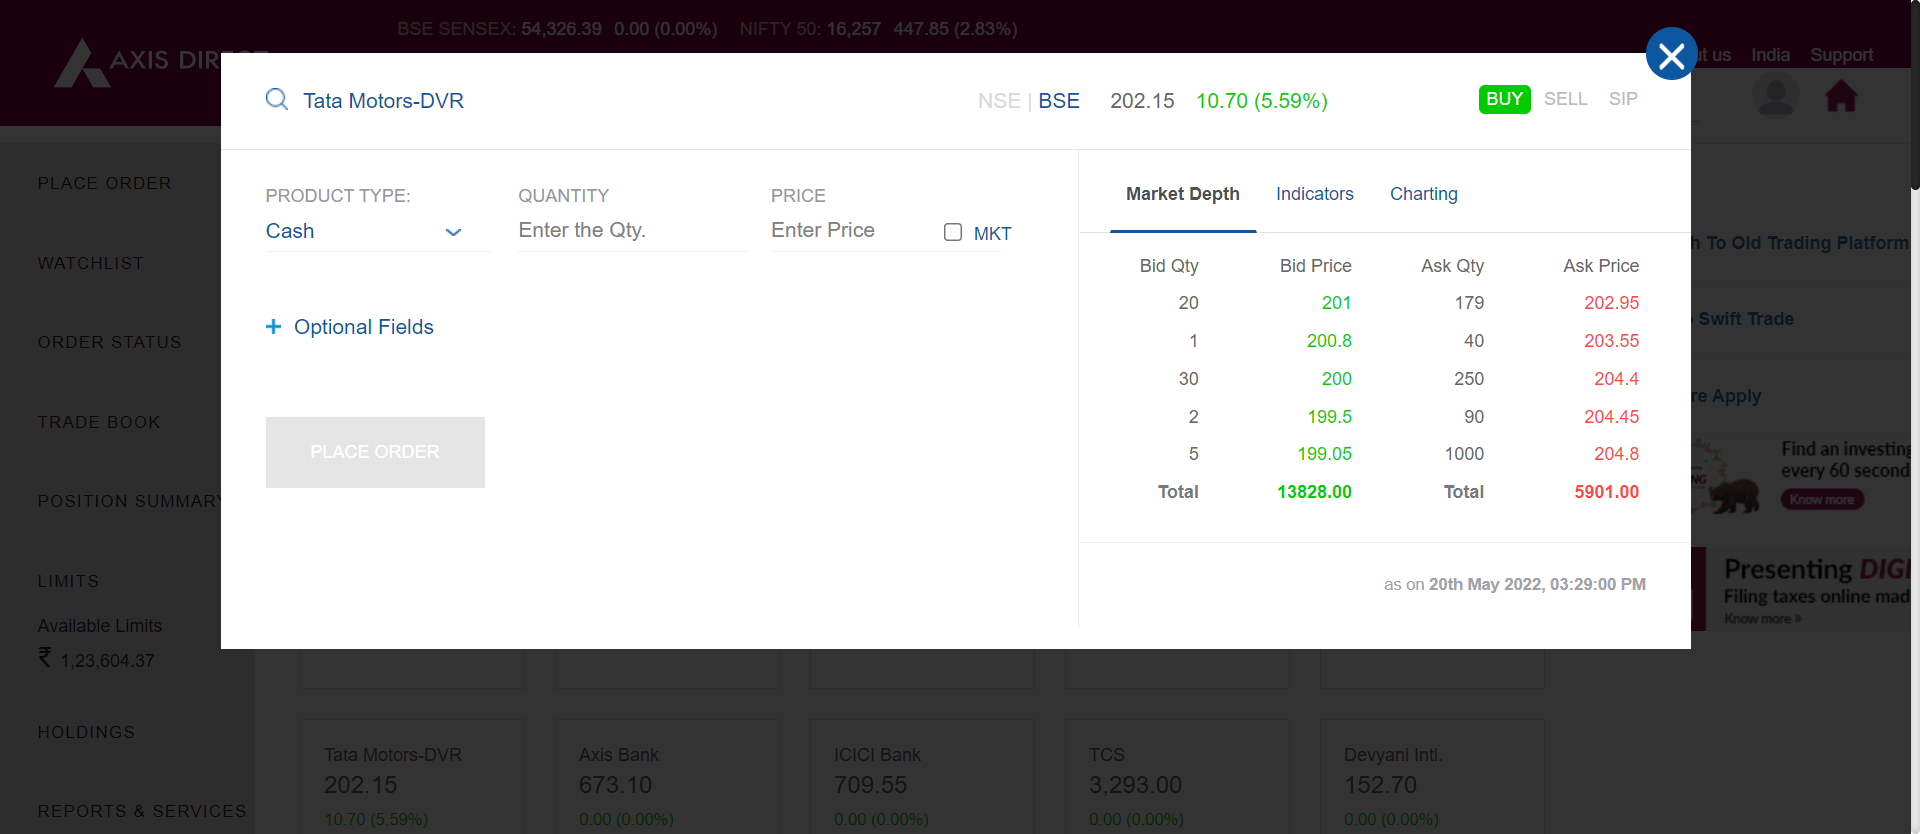 BSE SENSEX: 54,326.39 0.00 (0.00%) NIFTY 50: 16,257 447.85 (2.83%)
AXIS DIRECT
us India Support
Tata Motors-DVR
NSE | BSE 202.15 10.70 (5.59%)
BUY SELL SIP
PLACE ORDER
WATCHLIST
ORDER STATUS
TRADE BOOK
POSITION SUMMARY
LIMITS
Available Limits
₹ 1,23,604.37
HOLDINGS
REPORTS & SERVICES
PRODUCT TYPE: QUANTITY PRICE
Cash Enter the Qty. Enter Price MKT
+ Optional Fields
PLACE ORDER
Market Depth Indicators Charting
Bid Qty Bid Price Ask Qty Ask Price
20 201 179 202.95
1 200.8 40 203.55
30 200 250 204.4
2 199.5 90 204.45
5 199.05 1000 204.8
Total 13828.00 Total 5901.00
as on 20th May 2022, 03:29:00 PM
To Old Trading Platform
Swift Trade
Apply
Find an investing
every 60 second
Know more
Presenting DIGI
Filing taxes online mad
Know more »
Tata Motors-DVR Axis Bank ICICI Bank TCS Devyani Intl.
202.15 673.10 709.55 3,293.00 152.70
10.70 (5.59%) 0.00 (0.00%) 0.00 (0.00%) 0.00 (0.00%) 0.00 (0.00%)